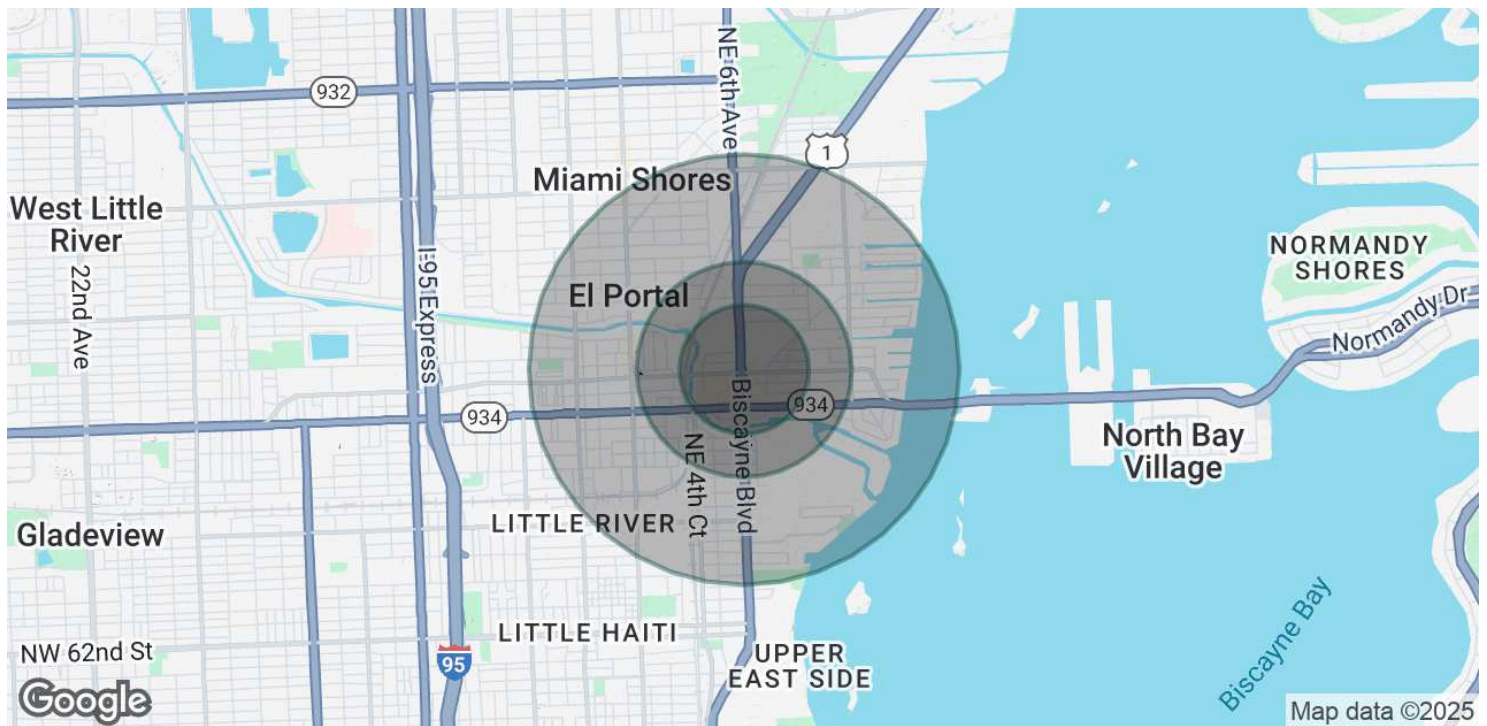 NE 6th Ave
932
1
Miami Shores
West Little
River
I-95 Express
22nd Ave
El Portal
NORMANDY
SHORES
Normandy Dr
Biscayne Blvd
934
934
NE 4th Ct
North Bay
Village
LITTLE RIVER
Gladeview
LITTLE HAITI
NW 62nd St
95
UPPER
EAST SIDE
Biscayne Bay
Google
Map data ©2025